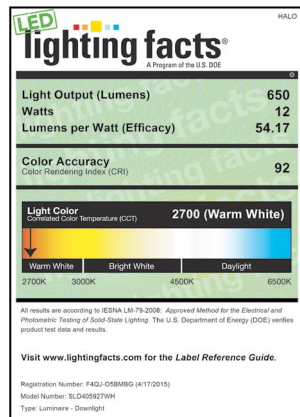 HALO
LED
lighting facts®
A Program of the U.S. DOE
Light Output (Lumens) 650
Watts 12
Lumens per Watt (Efficacy) 54.17
Color Accuracy
Color Rendering Index (CRI) 92
Light Color
Correlated Color Temperature (CCT) 2700 (Warm White)
Warm White Bright White Daylight
2700K 3000K 4500K 6500K
All results are according to IESNA LM-79-2008: Approved Method for the Electrical and
Photometric Testing of Solid-State Lighting. The U.S. Department of Energy (DOE) verifies
product test data and results.
Visit www.lightingfacts.com for the Label Reference Guide.
Registration Number: F4QJ-O5BMBG (4/17/2015)
Model Number: SLD405927WH
Type: Luminaire - Downlight